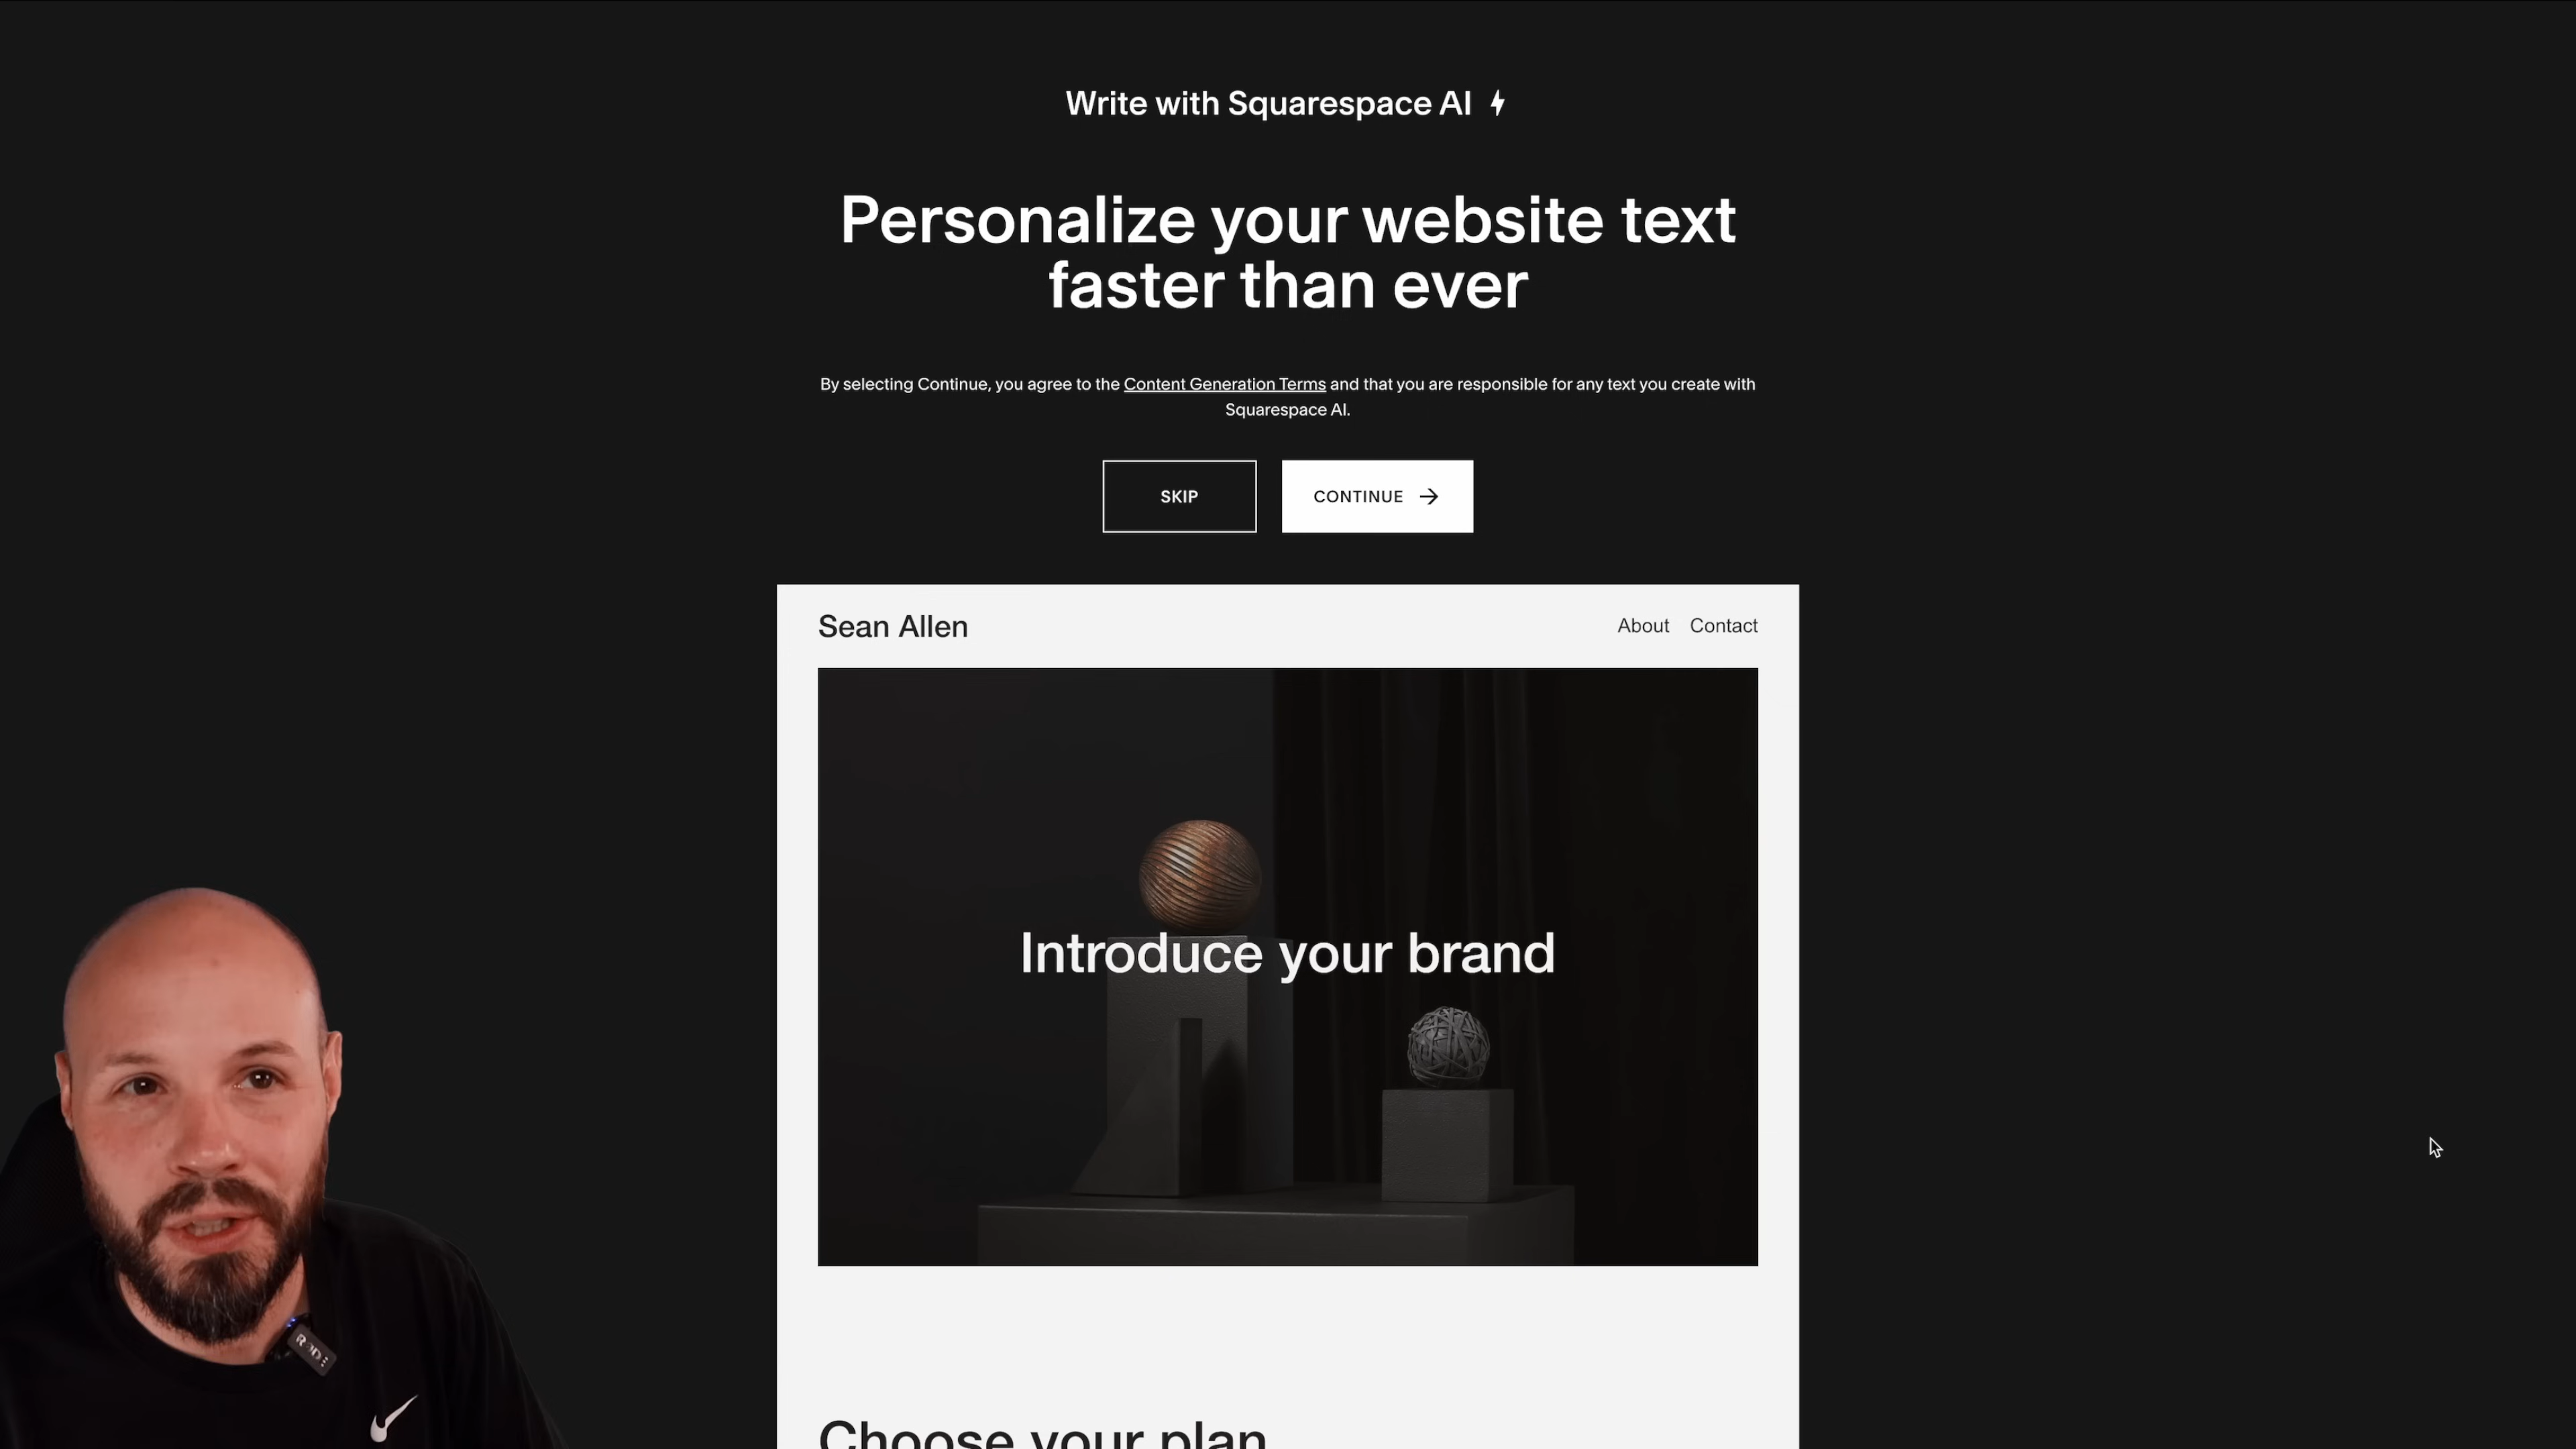 Write with Squarespace AI
Personalize your website text
faster than ever
By selecting Continue, you agree to the Content Generation Terms and that you are responsible for any text you create with
Squarespace AI.
SKIP
CONTINUE →
Sean Allen
About
Contact
Introduce your brand
RØDE
Choose your plan